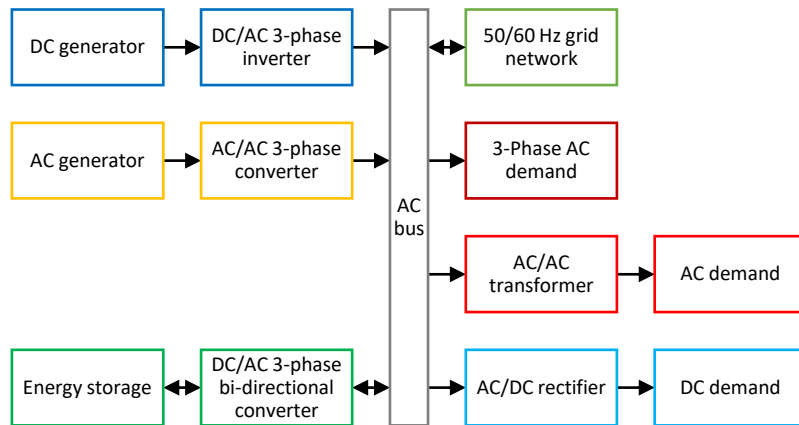 DC generator
DC/AC 3-phase
inverter
50/60 Hz grid
network
AC generator
AC/AC 3-phase
converter
3-Phase AC
demand
AC
bus
AC/AC
transformer
AC demand
Energy storage
DC/AC 3-phase
bi-directional
converter
AC/DC rectifier
DC demand